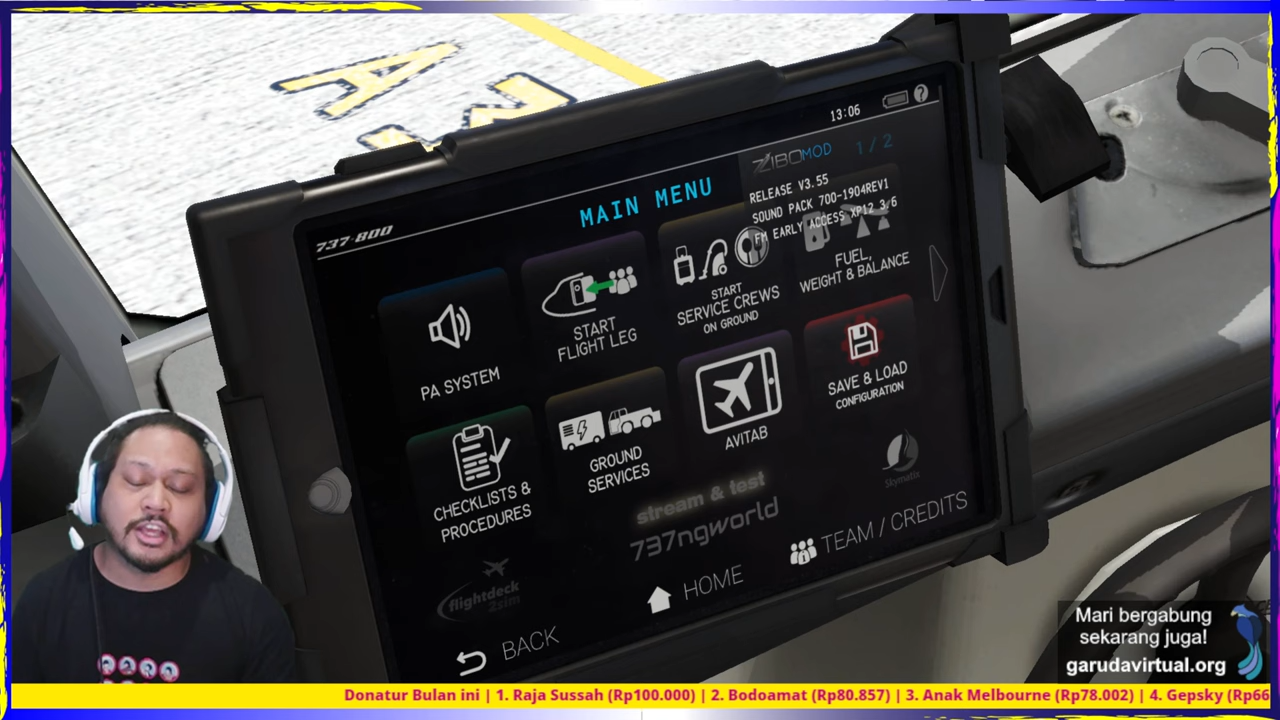 A
13:06
?
ZIBOMOD 1 / 2
MAIN MENU
RELEASE V3.55
SOUND PACK 700-1904REV1
FM EARLY ACCESS XP12 3/6
737-800
PA SYSTEM
START
FLIGHT LEG
START
SERVICE CREWS
ON GROUND
FUEL,
WEIGHT & BALANCE
CHECKLISTS &
PROCEDURES
GROUND
SERVICES
AVITAB
SAVE & LOAD
CONFIGURATION
stream & test
737ngworld
Skymatix
flightdeck
2sim
BACK
HOME
TEAM / CREDITS
Mari bergabung
sekarang juga!
garudavirtual.org
Donatur Bulan ini | 1. Raja Sussah (Rp100.000) | 2. Bodoamat (Rp80.857) | 3. Anak Melbourne (Rp78.002) | 4. Gepsky (Rp66